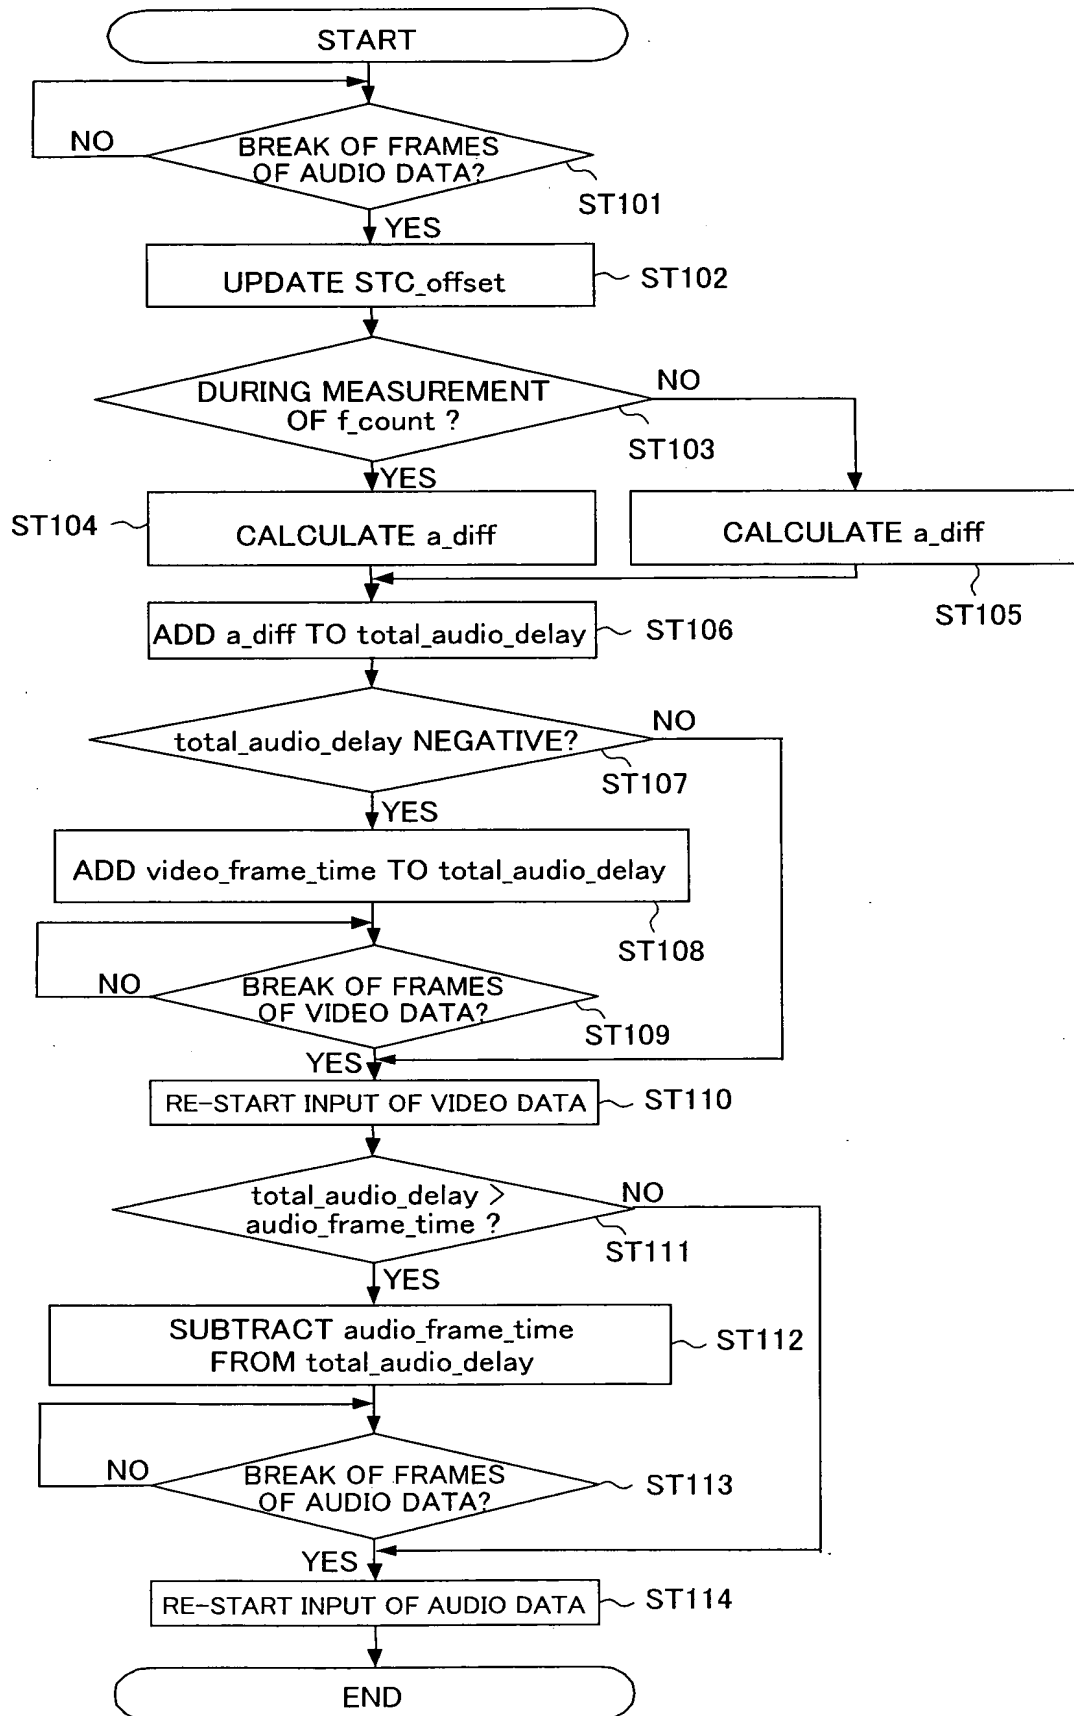 START
NO
BREAK OF FRAMES
OF AUDIO DATA?
ST101
YES
UPDATE STC_offset
ST102
DURING MEASUREMENT
OF f_count ?
NO
ST103
YES
ST104
CALCULATE a_diff
CALCULATE a_diff
ST105
ADD a_diff TO total_audio_delay
ST106
total_audio_delay NEGATIVE?
NO
ST107
YES
ADD video_frame_time TO total_audio_delay
ST108
NO
BREAK OF FRAMES
OF VIDEO DATA?
ST109
YES
RE-START INPUT OF VIDEO DATA
ST110
total_audio_delay >
audio_frame_time ?
NO
ST111
YES
SUBTRACT audio_frame_time
FROM total_audio_delay
ST112
NO
BREAK OF FRAMES
OF AUDIO DATA?
ST113
YES
RE-START INPUT OF AUDIO DATA
ST114
END